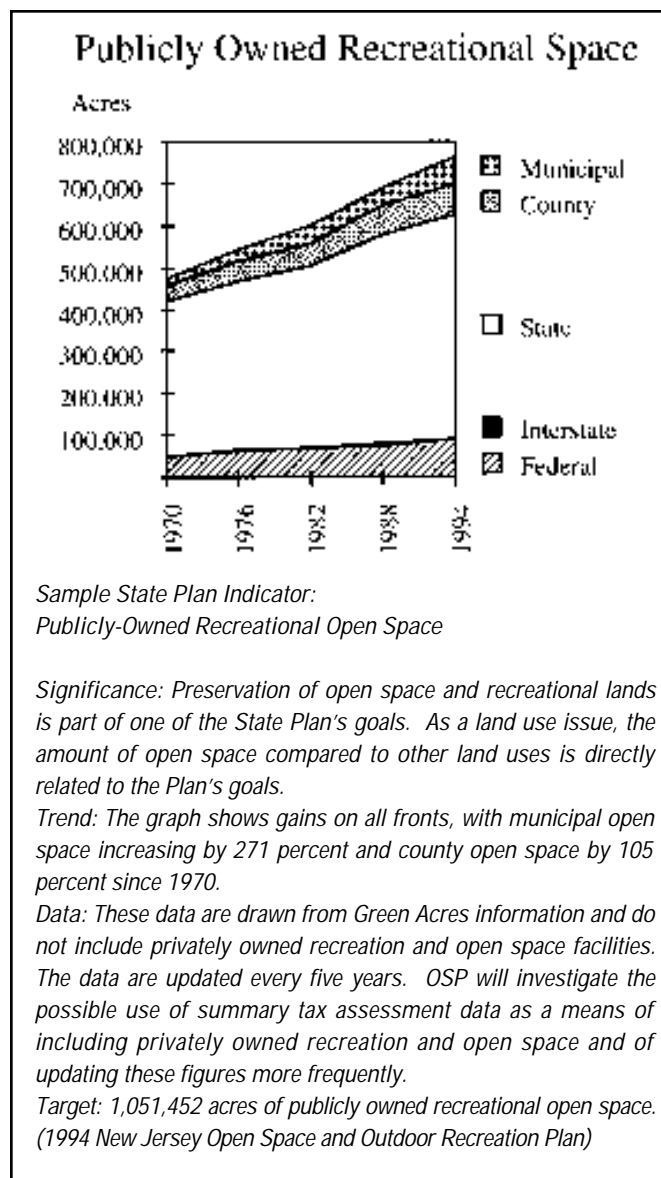 Publicly Owned Recreational Space
Acres
800,000
700,000
600.000
500.000
400.000
300.000
200.000
100.000
Municipal
County
State
Interstate
Federal
1970
1976
1982
1988
1994
Sample State Plan Indicator:
Publicly-Owned Recreational Open Space
Significance: Preservation of open space and recreational lands
is part of one of the State Plan's goals. As a land use issue, the
amount of open space compared to other land uses is directly
related to the Plan's goals.
Trend: The graph shows gains on all fronts, with municipal open
space increasing by 271 percent and county open space by 105
percent since 1970.
Data: These data are drawn from Green Acres information and do
not include privately owned recreation and open space facilities.
The data are updated every five years. OSP will investigate the
possible use of summary tax assessment data as a means of
including privately owned recreation and open space and of
updating these figures more frequently.
Target: 1,051,452 acres of publicly owned recreational open space.
(1994 New Jersey Open Space and Outdoor Recreation Plan)